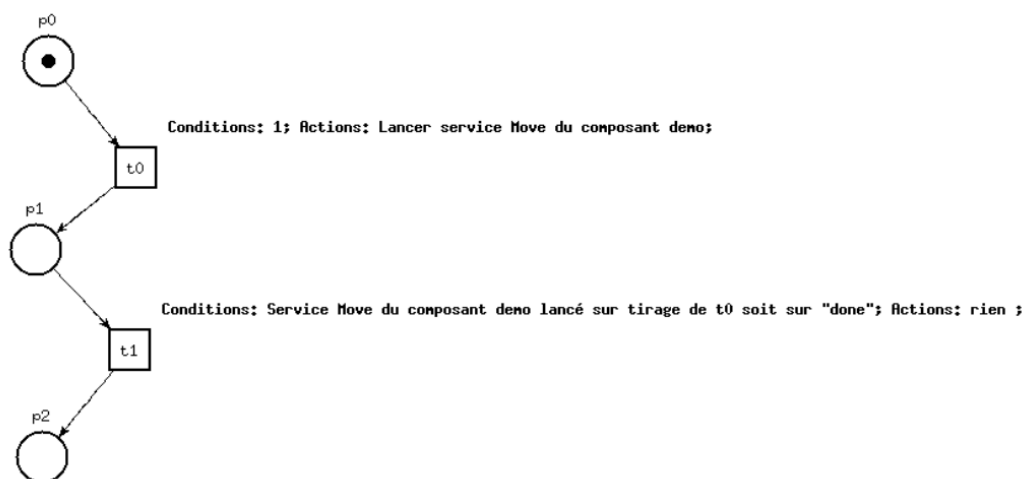 p0
Conditions: 1; Actions: Lancer service Move du composant demo;
t0
p1
Conditions: Service Move du composant demo lancé sur tirage de t0 soit sur "done"; Actions: rien ;
t1
p2